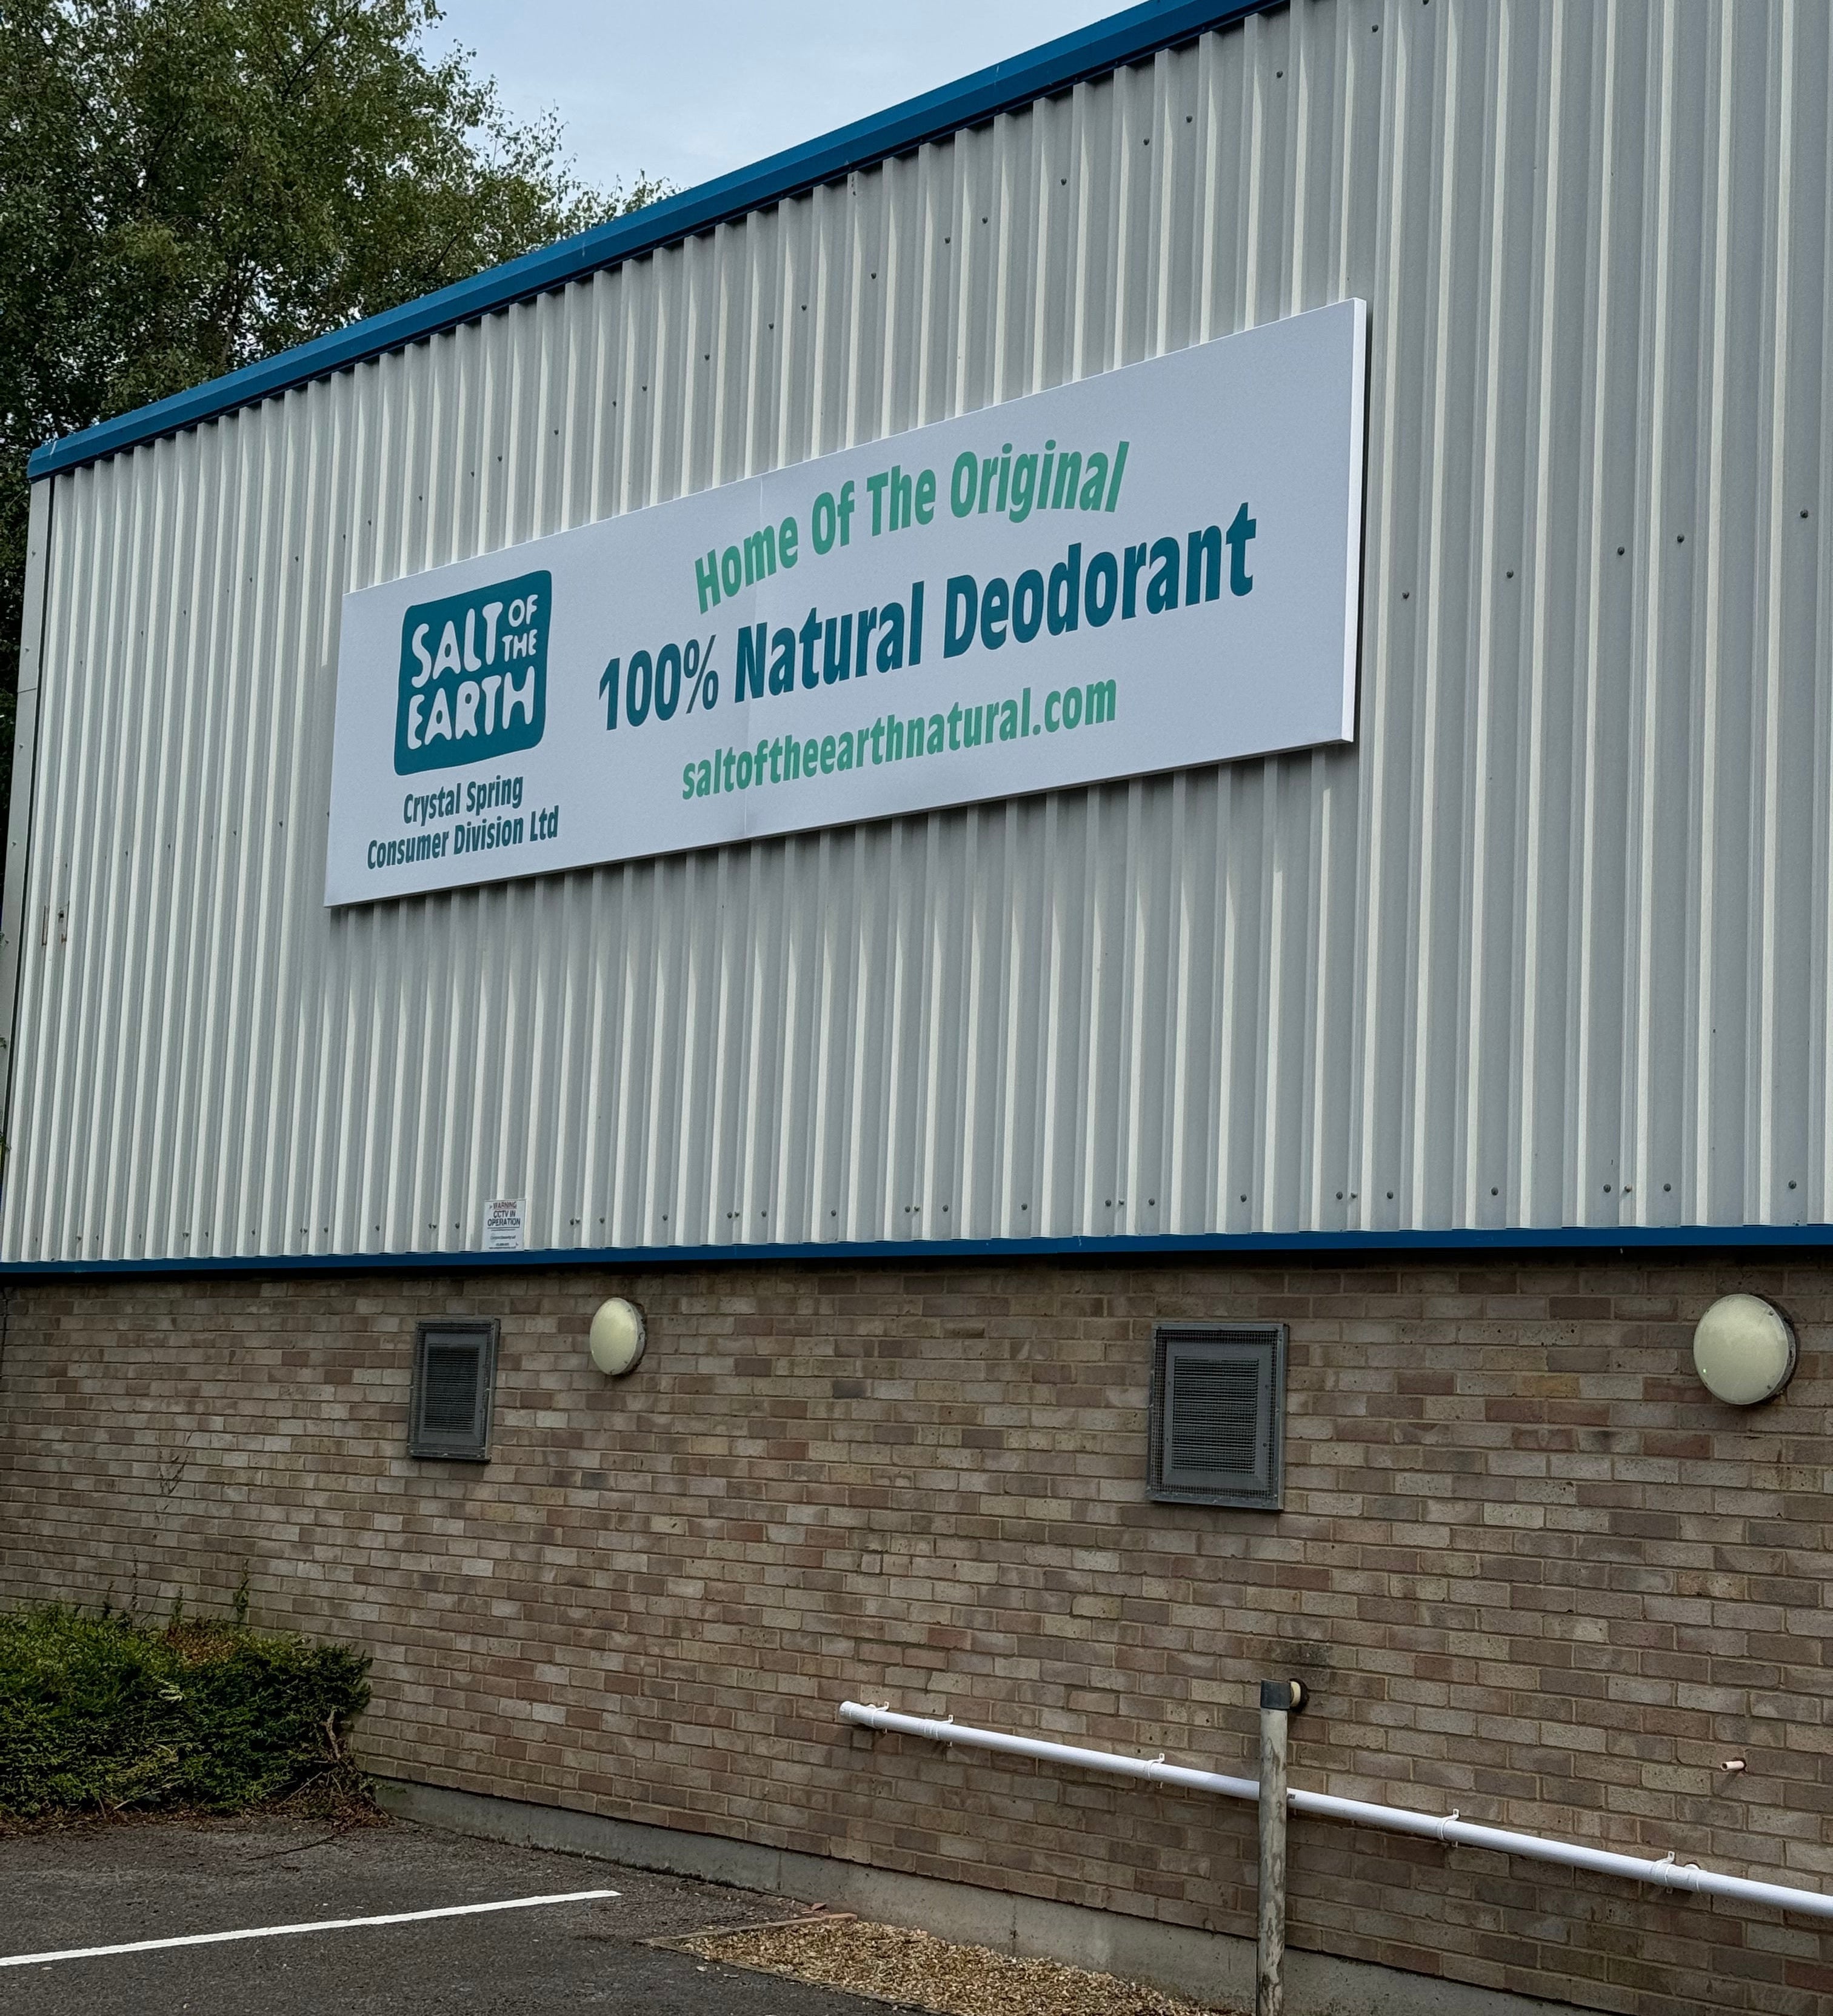 SALT OF
THE
EARTH
Crystal Spring
Consumer Division Ltd
Home Of The Original
100% Natural Deodorant
saltoftheearthnatural.com
WARNING
CCTV IN
OPERATION